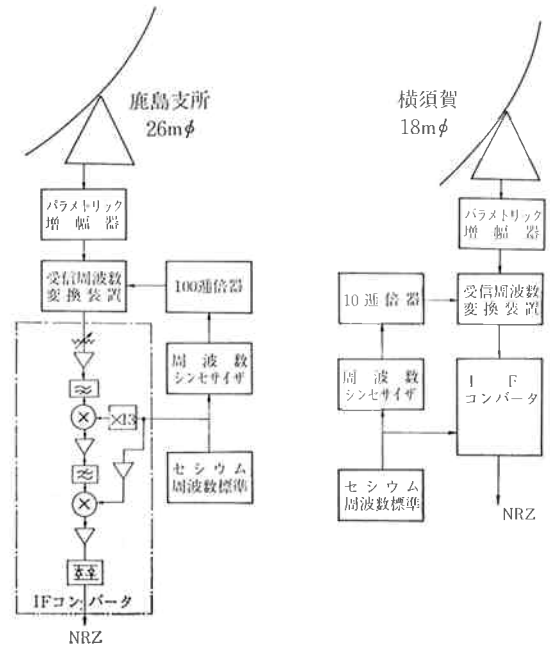 鹿島支所
26mφ
パラメトリック
増幅器
受信周波数
変換装置
100逓倍器
周波数
シンセサイザ
×13
セシウム
周波数標準
IFコンバータ
NRZ
横須賀
18mφ
パラメトリック
増幅器
10逓倍器
受信周波数
変換装置
周波数
シンセサイザ
IF
コンバータ
セシウム
周波数標準
NRZ